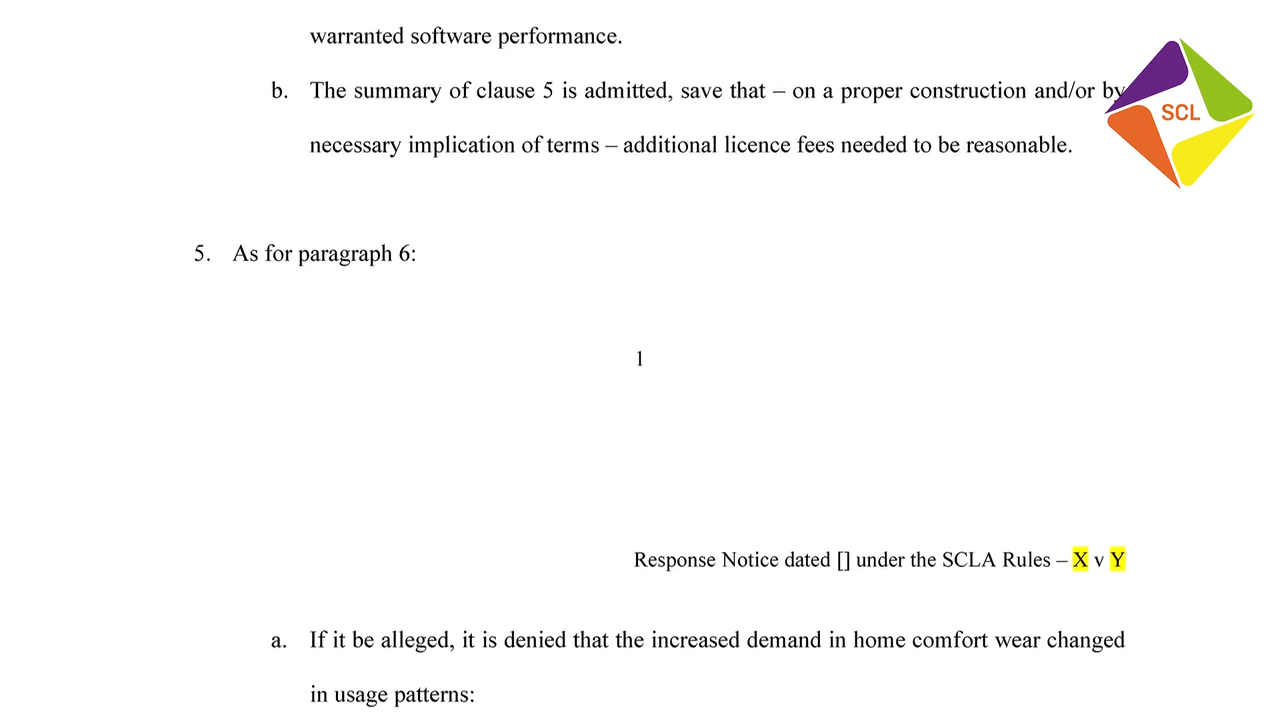 warranted software performance.
b. The summary of clause 5 is admitted, save that – on a proper construction and/or by
necessary implication of terms – additional licence fees needed to be reasonable.
SCL
5. As for paragraph 6:
1
Response Notice dated [] under the SCLA Rules – X v Y
a. If it be alleged, it is denied that the increased demand in home comfort wear changed
in usage patterns: